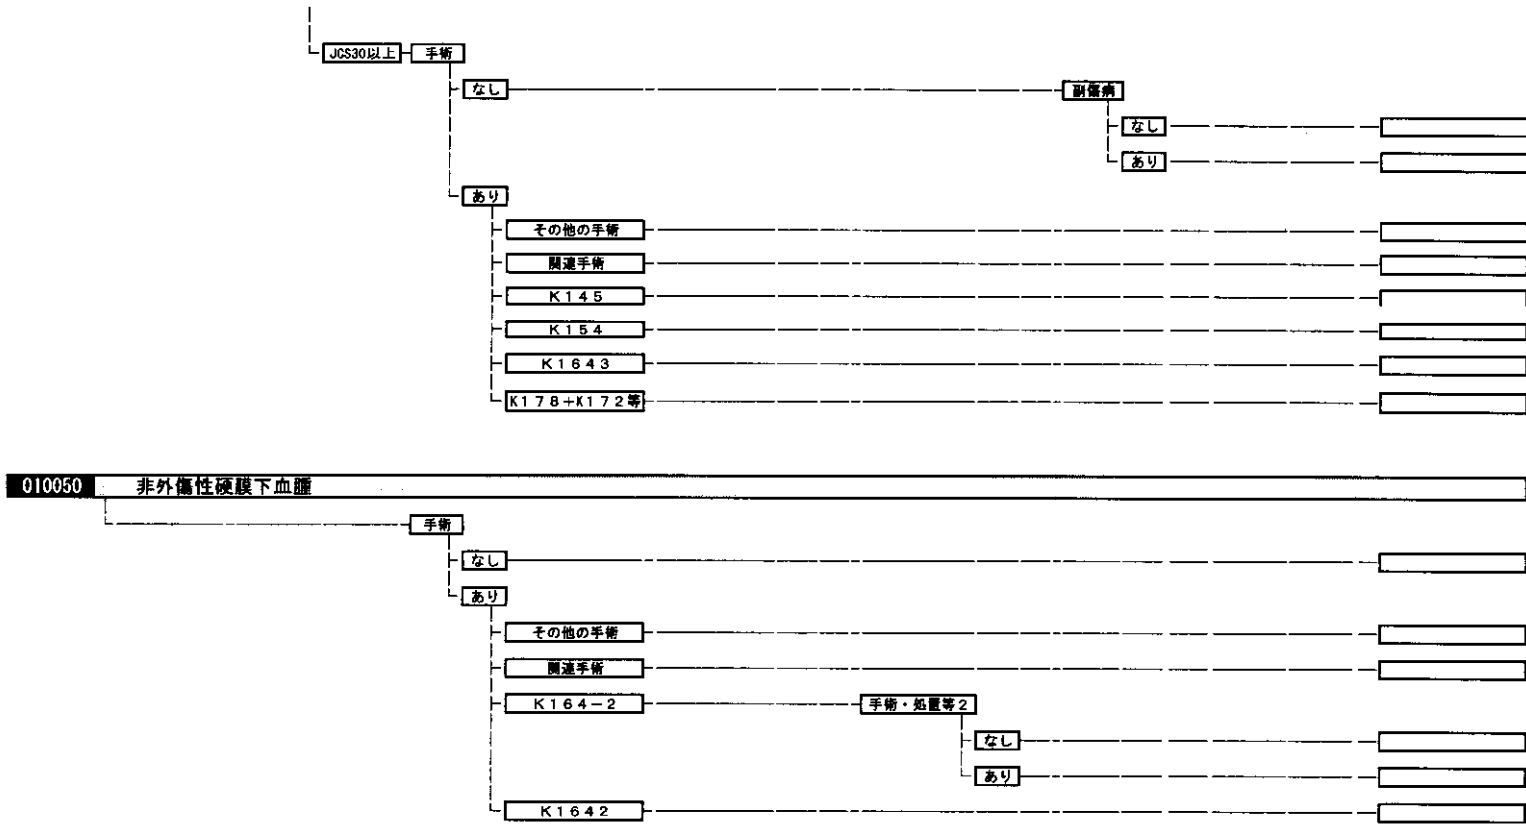 JCS30以上 手術
なし 副傷病
なし
あり
あり
その他の手術
関連手術
K145
K154
K1643
K178+K172等
010050 非外傷性硬膜下血腫
手術
なし
あり
その他の手術
関連手術
K164-2 手術・処置等2
なし
あり
K1642